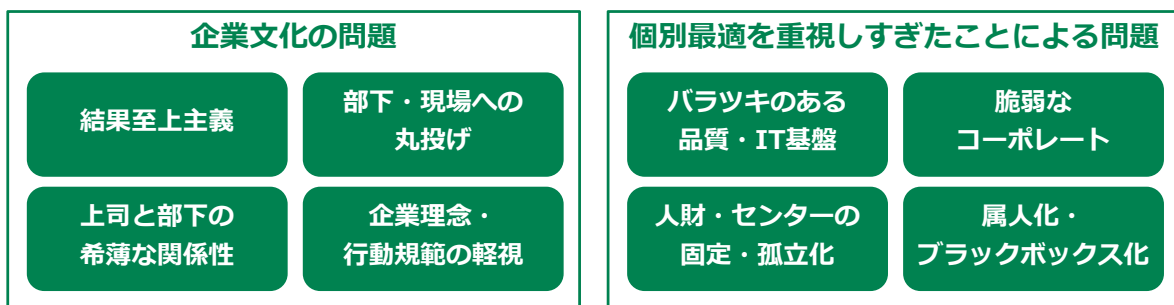 企業文化の問題
結果至上主義
部下・現場への
丸投げ
上司と部下の
希薄な関係性
企業理念・
行動規範の軽視
個別最適を重視しすぎたことによる問題
バラツキのある
品質・IT基盤
脆弱な
コーポレート
人財・センターの
固定・孤立化
属人化・
ブラックボックス化